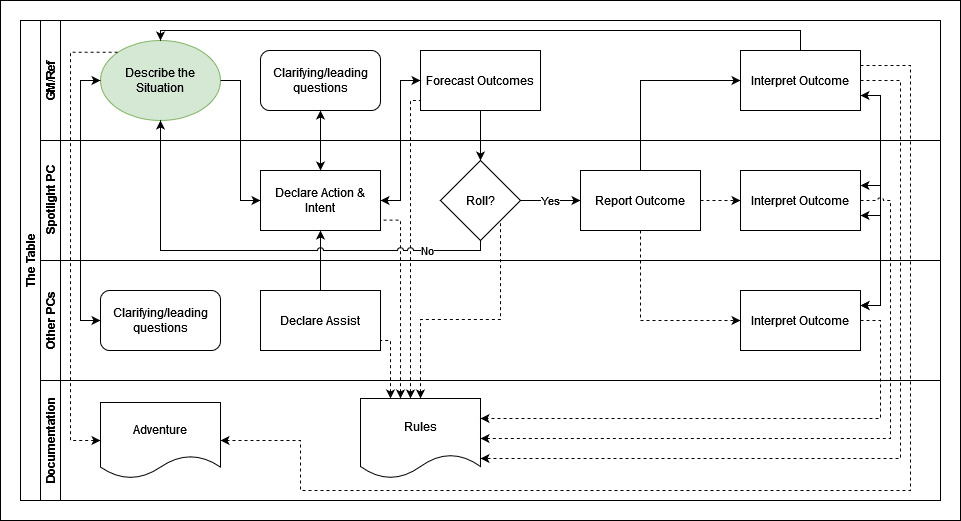 The Table
GM/Ref
Describe the
Situation
Clarifying/leading
questions
Forecast Outcomes
Interpret Outcome
Spotlight PC
Declare Action &
Intent
Roll?
Yes
Report Outcome
Interpret Outcome
No
Other PCs
Clarifying/leading
questions
Declare Assist
Interpret Outcome
Documentation
Adventure
Rules